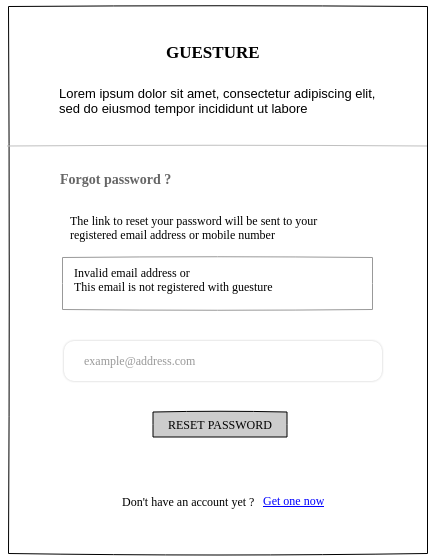 GUESTURE
Lorem ipsum dolor sit amet, consectetur adipiscing elit,
sed do eiusmod tempor incididunt ut labore
Forgot password ?
The link to reset your password will be sent to your
registered email address or mobile number
Invalid email address or
This email is not registered with guesture
example@address.com
RESET PASSWORD
Don't have an account yet ? Get one now